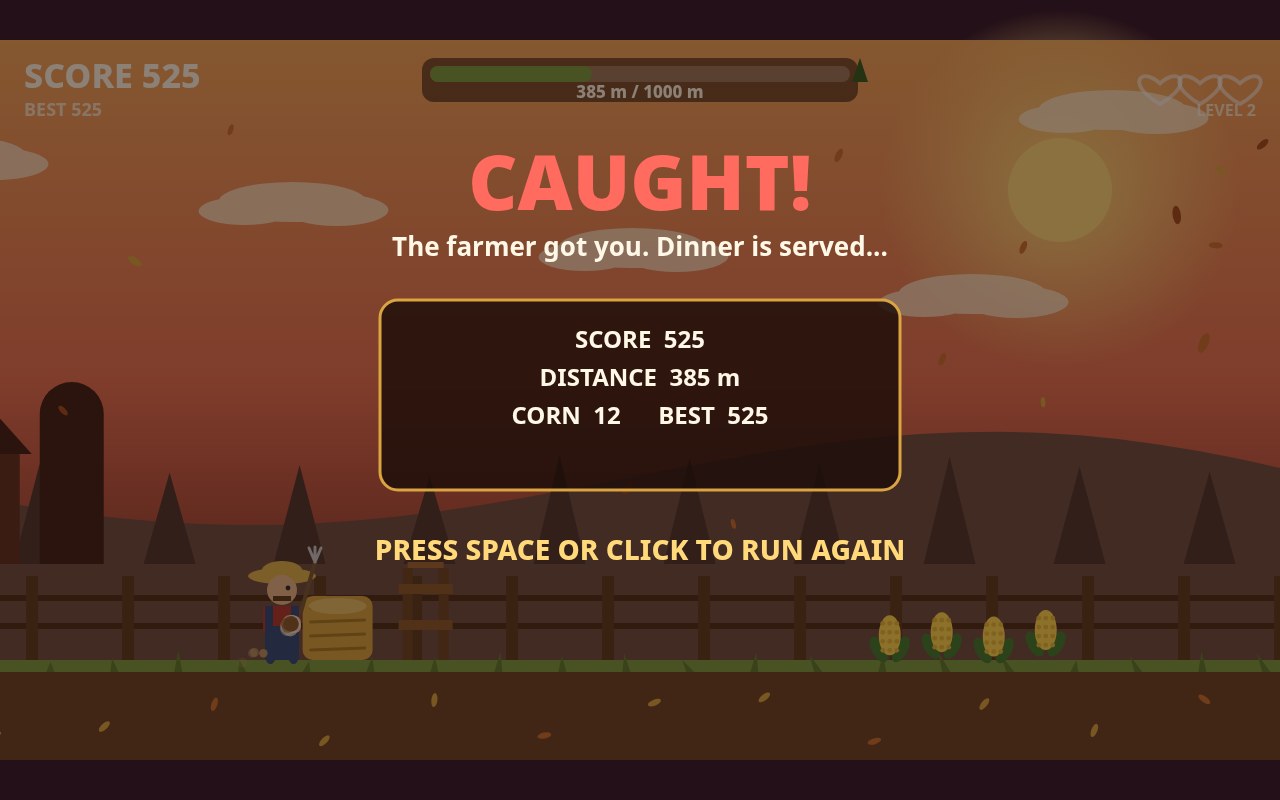 SCORE 525
BEST 525
385 m / 1000 m
LEVEL 2
CAUGHT!
The farmer got you. Dinner is served...
SCORE 525
DISTANCE 385 m
CORN 12 BEST 525
PRESS SPACE OR CLICK TO RUN AGAIN